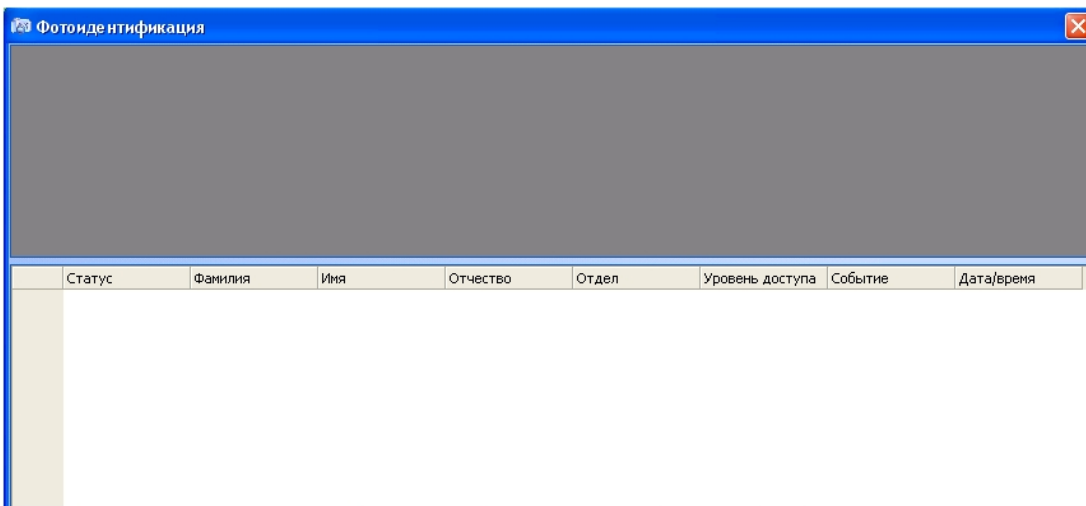 Фотоидентификация
Статус Фамилия Имя Отчество Отдел Уровень доступа Событие Дата/время